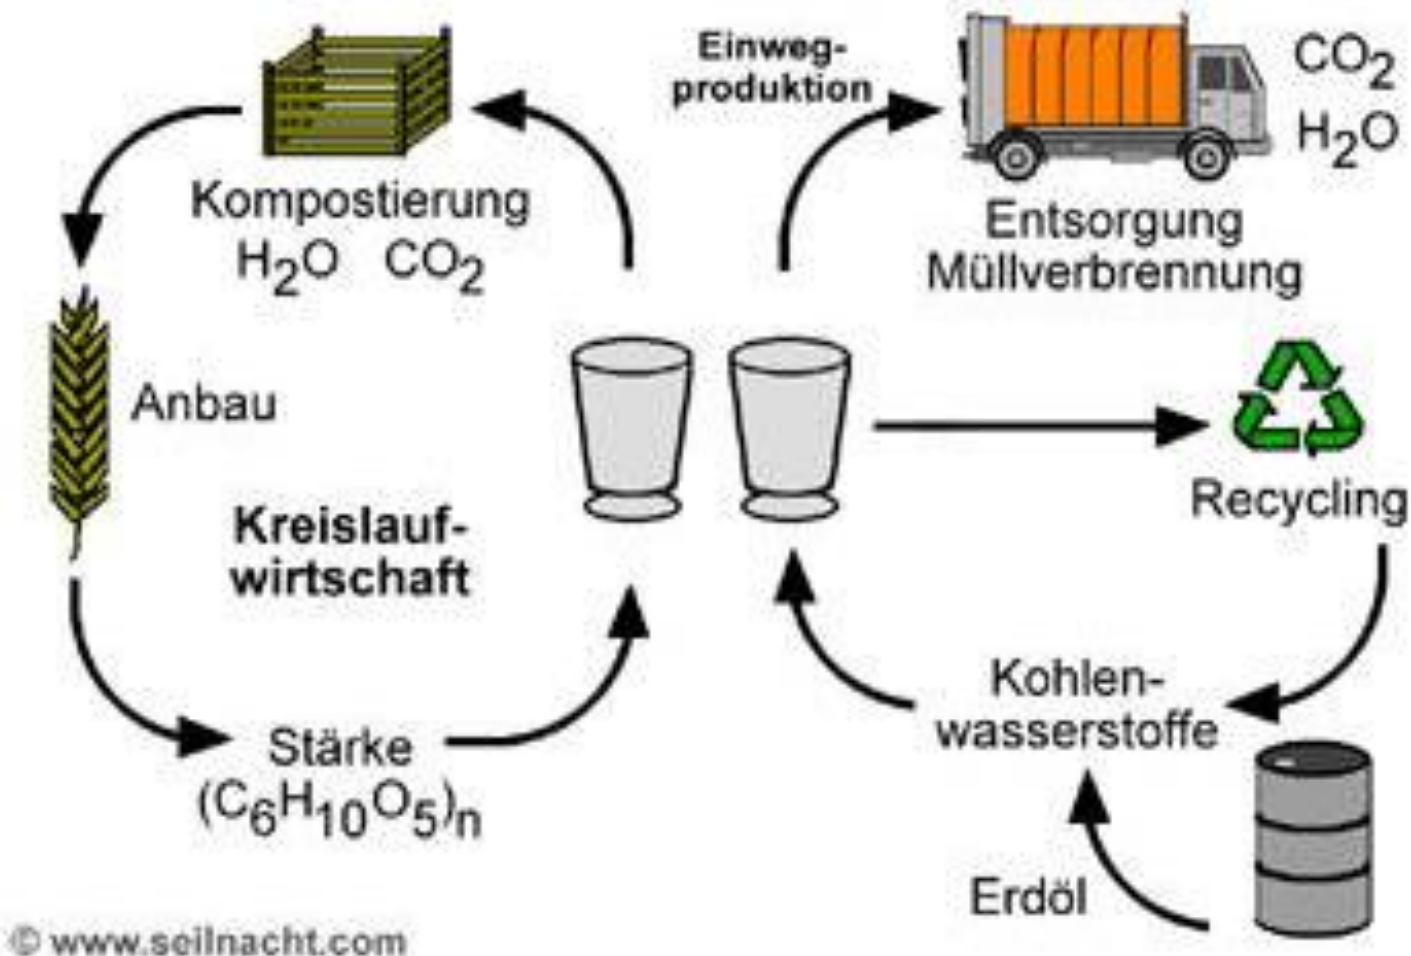 Einweg-
produktion
CO2
H2O
Kompostierung
H2O CO2
Entsorgung
Müllverbrennung
Anbau
Kreislauf-
wirtschaft
Recycling
Kohlen-
wasserstoffe
Stärke
(C6H10O5)n
Erdöl
© www.seilnacht.com